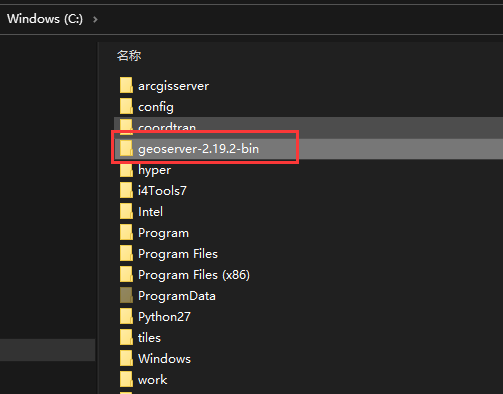 Windows (C:)
名称
arcgisserver
config
coordtran
geoserver-2.19.2-bin
hyper
i4Tools7
Intel
Program
Program Files
Program Files (x86)
ProgramData
Python27
tiles
Windows
work